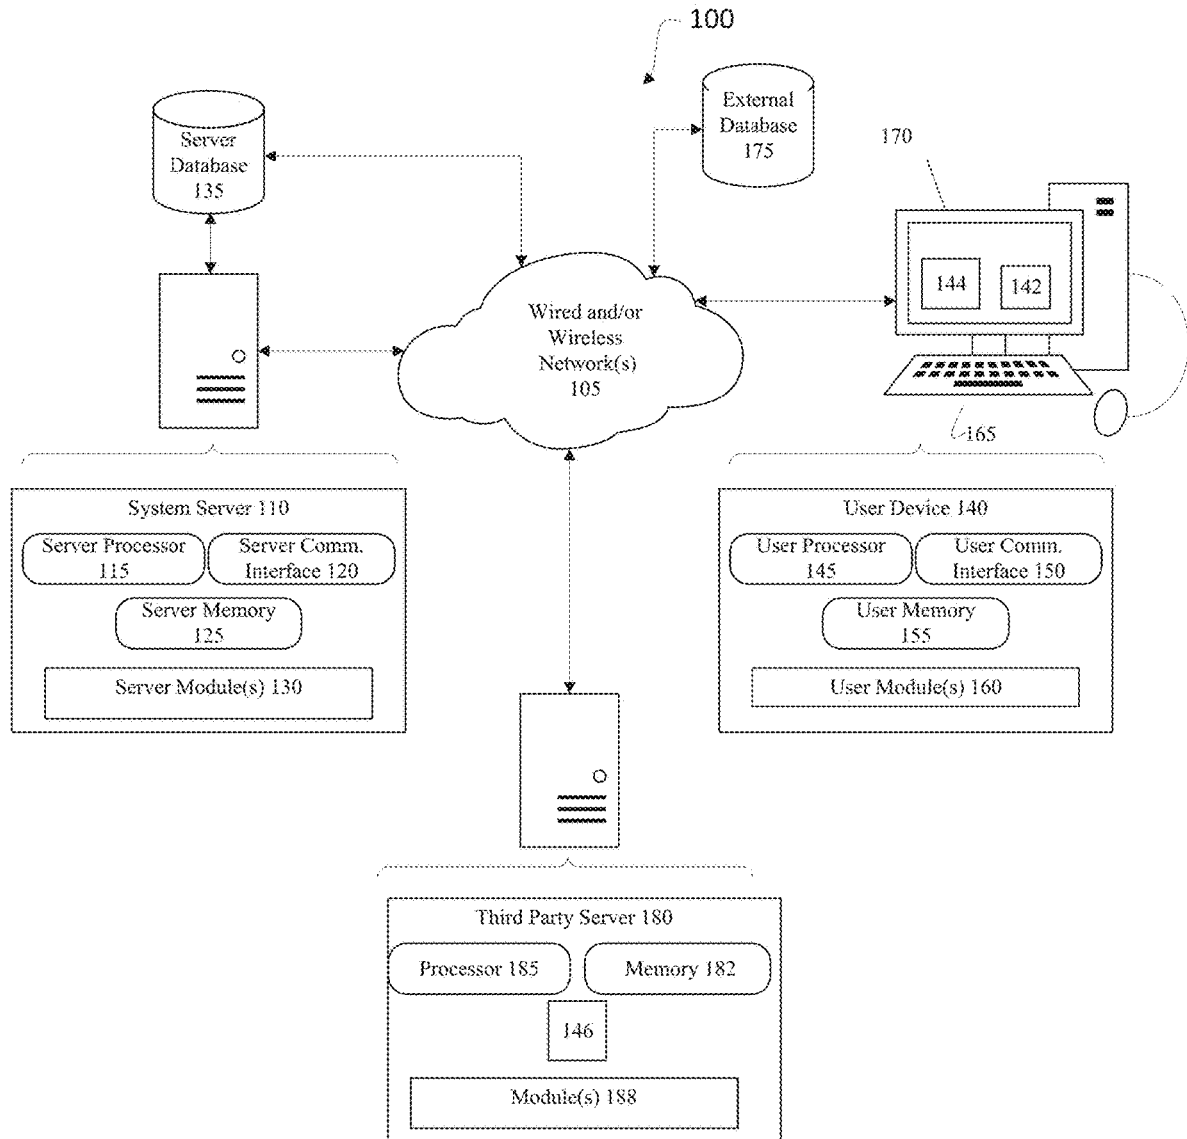 100
Server
Database
135
External
Database
175
170
144
142
Wired and/or
Wireless
Network(s)
105
165
System Server 110
Server Processor
115
Server Comm.
Interface 120
Server Memory
125
Server Module(s) 130
User Device 140
User Processor
145
User Comm.
Interface 150
User Memory
155
User Module(s) 160
Third Party Server 180
Processor 185
Memory 182
146
Module(s) 188